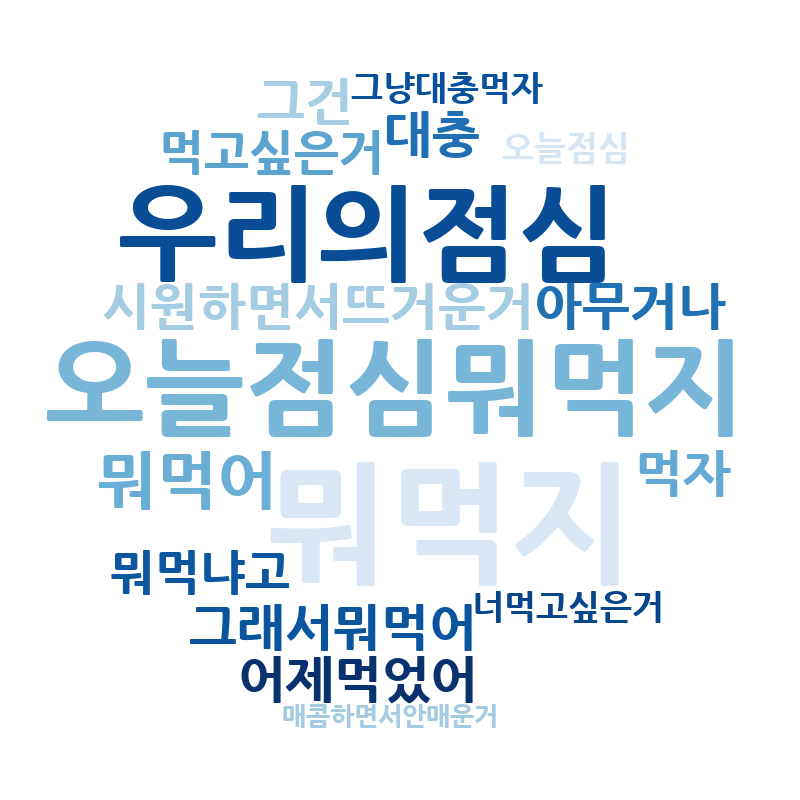 그냥대충먹자
그건
대충
먹고싶은거
오늘점심
우리의점심
시원하면서뜨거운거
아무거나
오늘점심뭐먹지
뭐먹어
먹자
뭐먹지
뭐먹냐고
너먹고싶은거
그래서뭐먹어
어제먹었어
매콤하면서안매운거